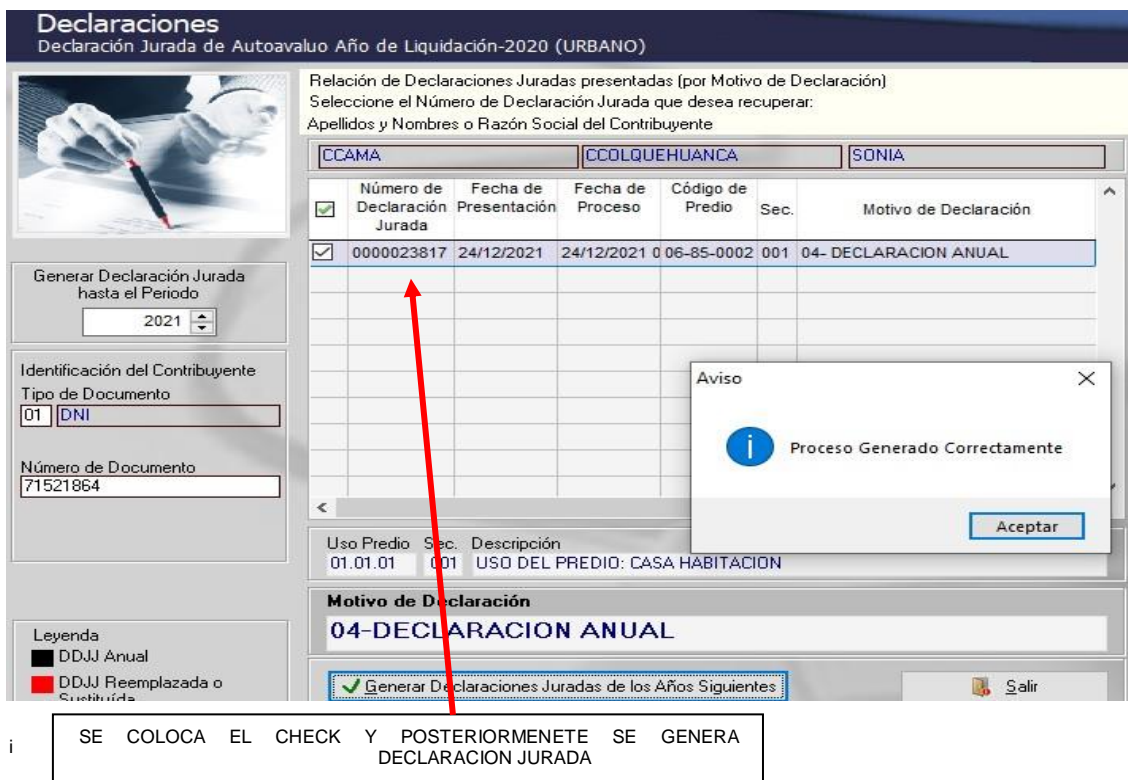 Declaraciones
Declaración Jurada de Autoavaluo Año de Liquidación-2020 (URBANO)
Relación de Declaraciones Juradas presentadas (por Motivo de Declaración)
Seleccione el Número de Declaración Jurada que desea recuperar:
Apellidos y Nombres o Razón Social del Contribuyente
CCAMA CCOLQUEHUANCA SONIA
Número de Declaración Jurada Fecha de Presentación Fecha de Proceso Código de Predio Sec. Motivo de Declaración
0000023817 24/12/2021 24/12/2021 0 06-85-0002 001 04- DECLARACION ANUAL
Generar Declaración Jurada
hasta el Periodo
2021
Identificación del Contribuyente
Tipo de Documento
01 DNI
Número de Documento
71521864
Aviso
Proceso Generado Correctamente
Aceptar
Uso Predio Sec. Descripción
01.01.01 001 USO DEL PREDIO: CASA HABITACION
Motivo de Declaración
04-DECLARACION ANUAL
Leyenda
DDJJ Anual
DDJJ Reemplazada o
Sustituída
Generar Declaraciones Juradas de los Años Siguientes
Salir
i
SE COLOCA EL CHECK Y POSTERIORMENETE SE GENERA
DECLARACION JURADA